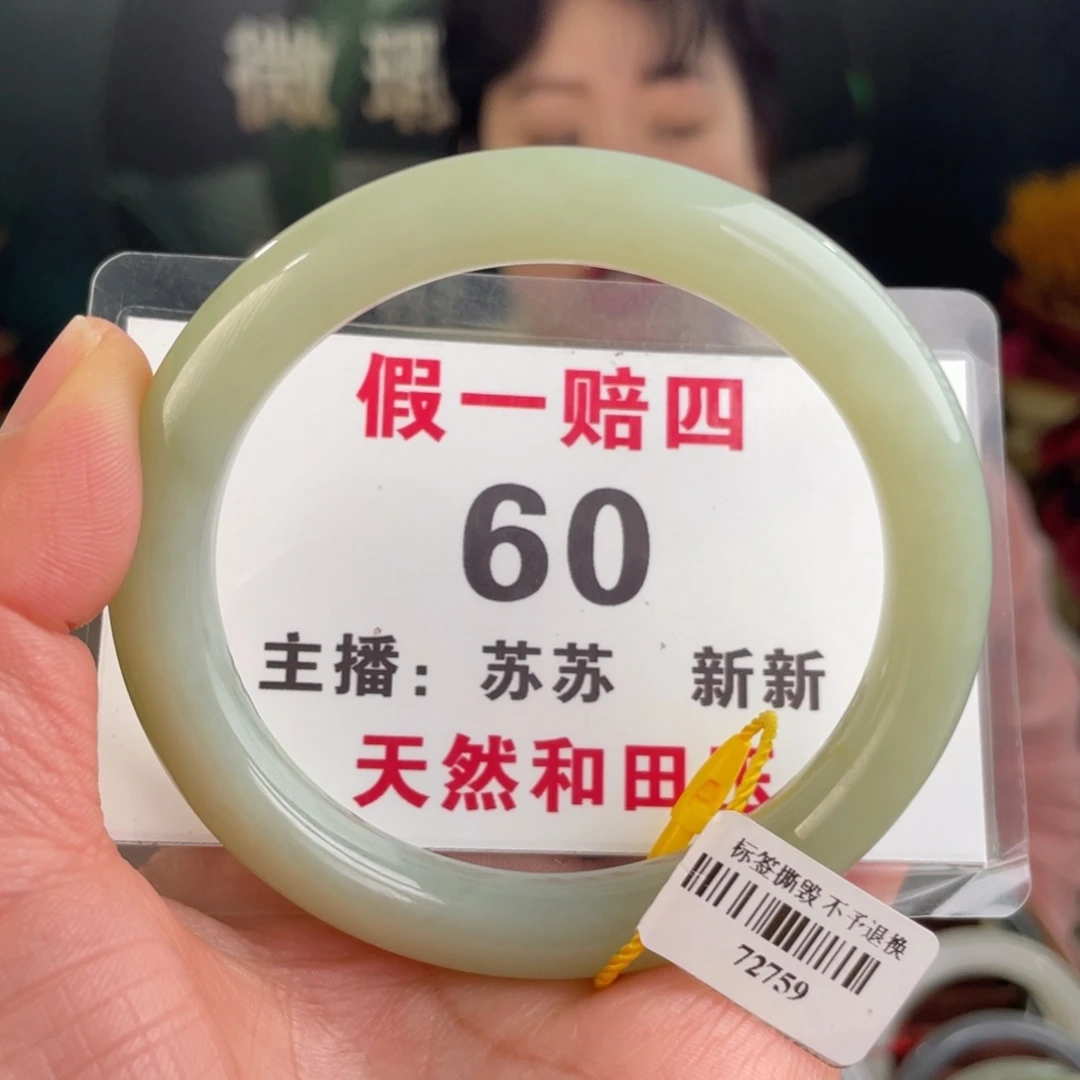 微
假一赔四
60
主播：苏苏 新新
天然和田
标签撕毁 不予退换
72759